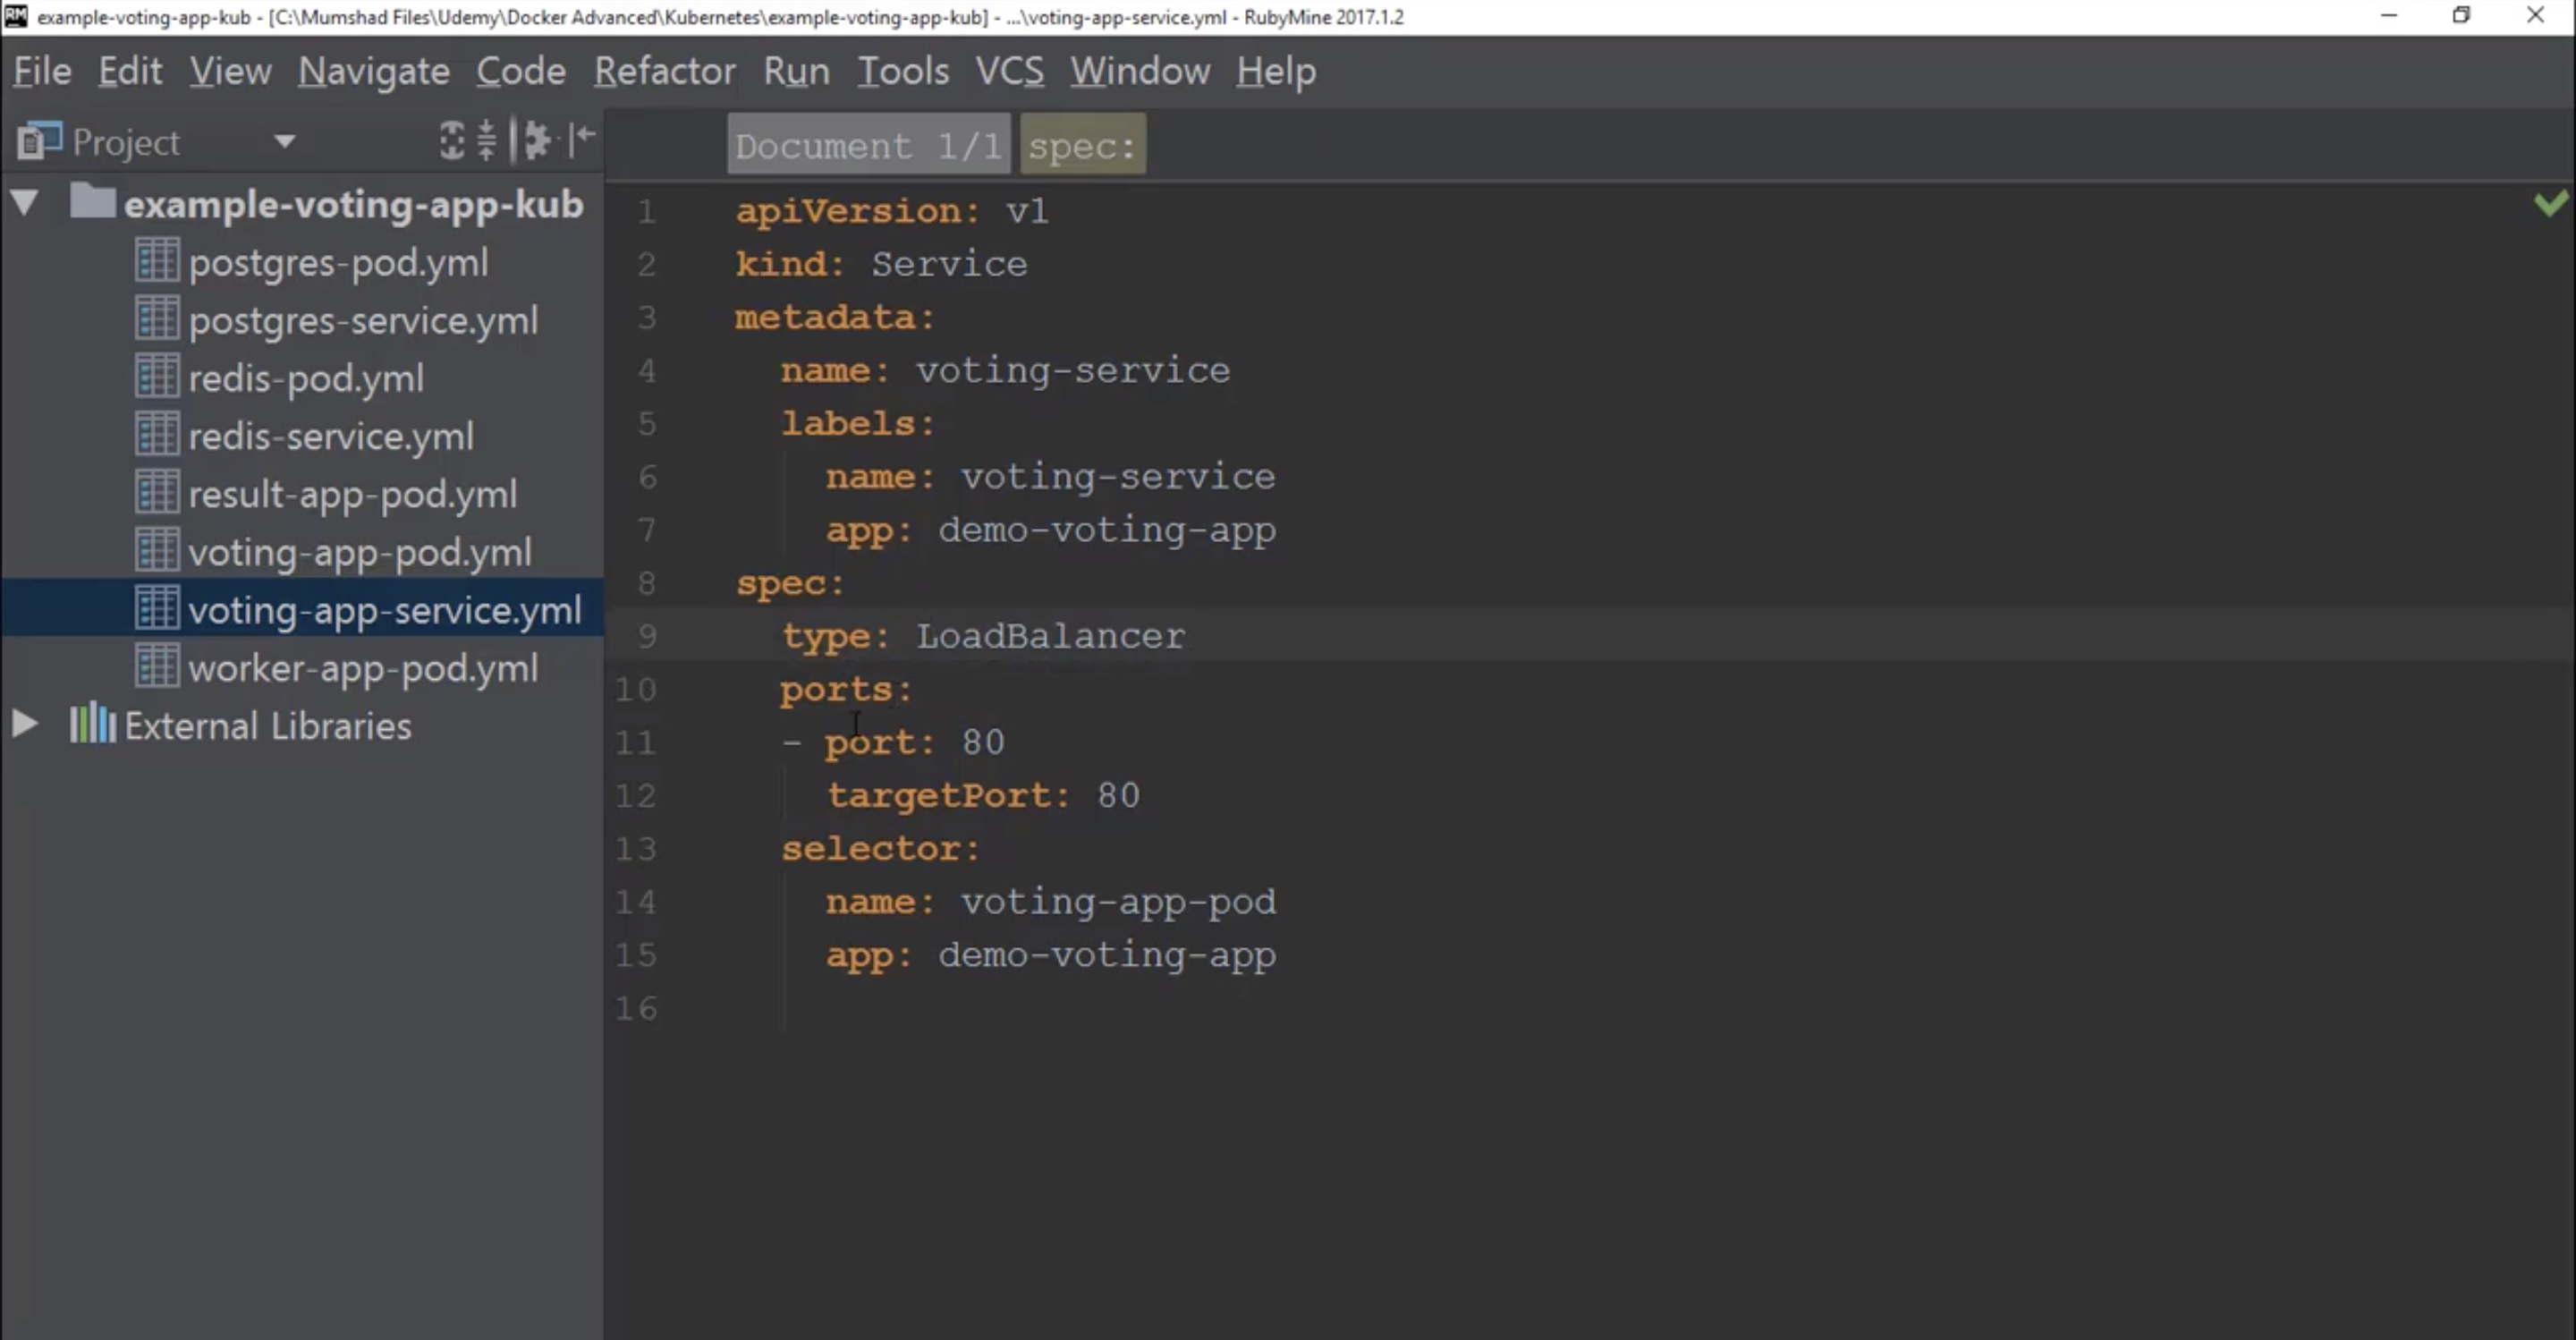 RM example-voting-app-kub - [C:\Mumshad Files\Udemy\Docker Advanced\Kubernetes\example-voting-app-kub] - ...\voting-app-service.yml - RubyMine 2017.1.2
File Edit View Navigate Code Refactor Run Tools VCS Window Help
Project
example-voting-app-kub
postgres-pod.yml
postgres-service.yml
redis-pod.yml
redis-service.yml
result-app-pod.yml
voting-app-pod.yml
voting-app-service.yml
worker-app-pod.yml
External Libraries
Document 1/1 spec:
1 apiVersion: v1
2 kind: Service
3 metadata:
4   name: voting-service
5   labels:
6     name: voting-service
7     app: demo-voting-app
8 spec:
9   type: LoadBalancer
10   ports:
11   - port: 80
12     targetPort: 80
13   selector:
14     name: voting-app-pod
15     app: demo-voting-app
16